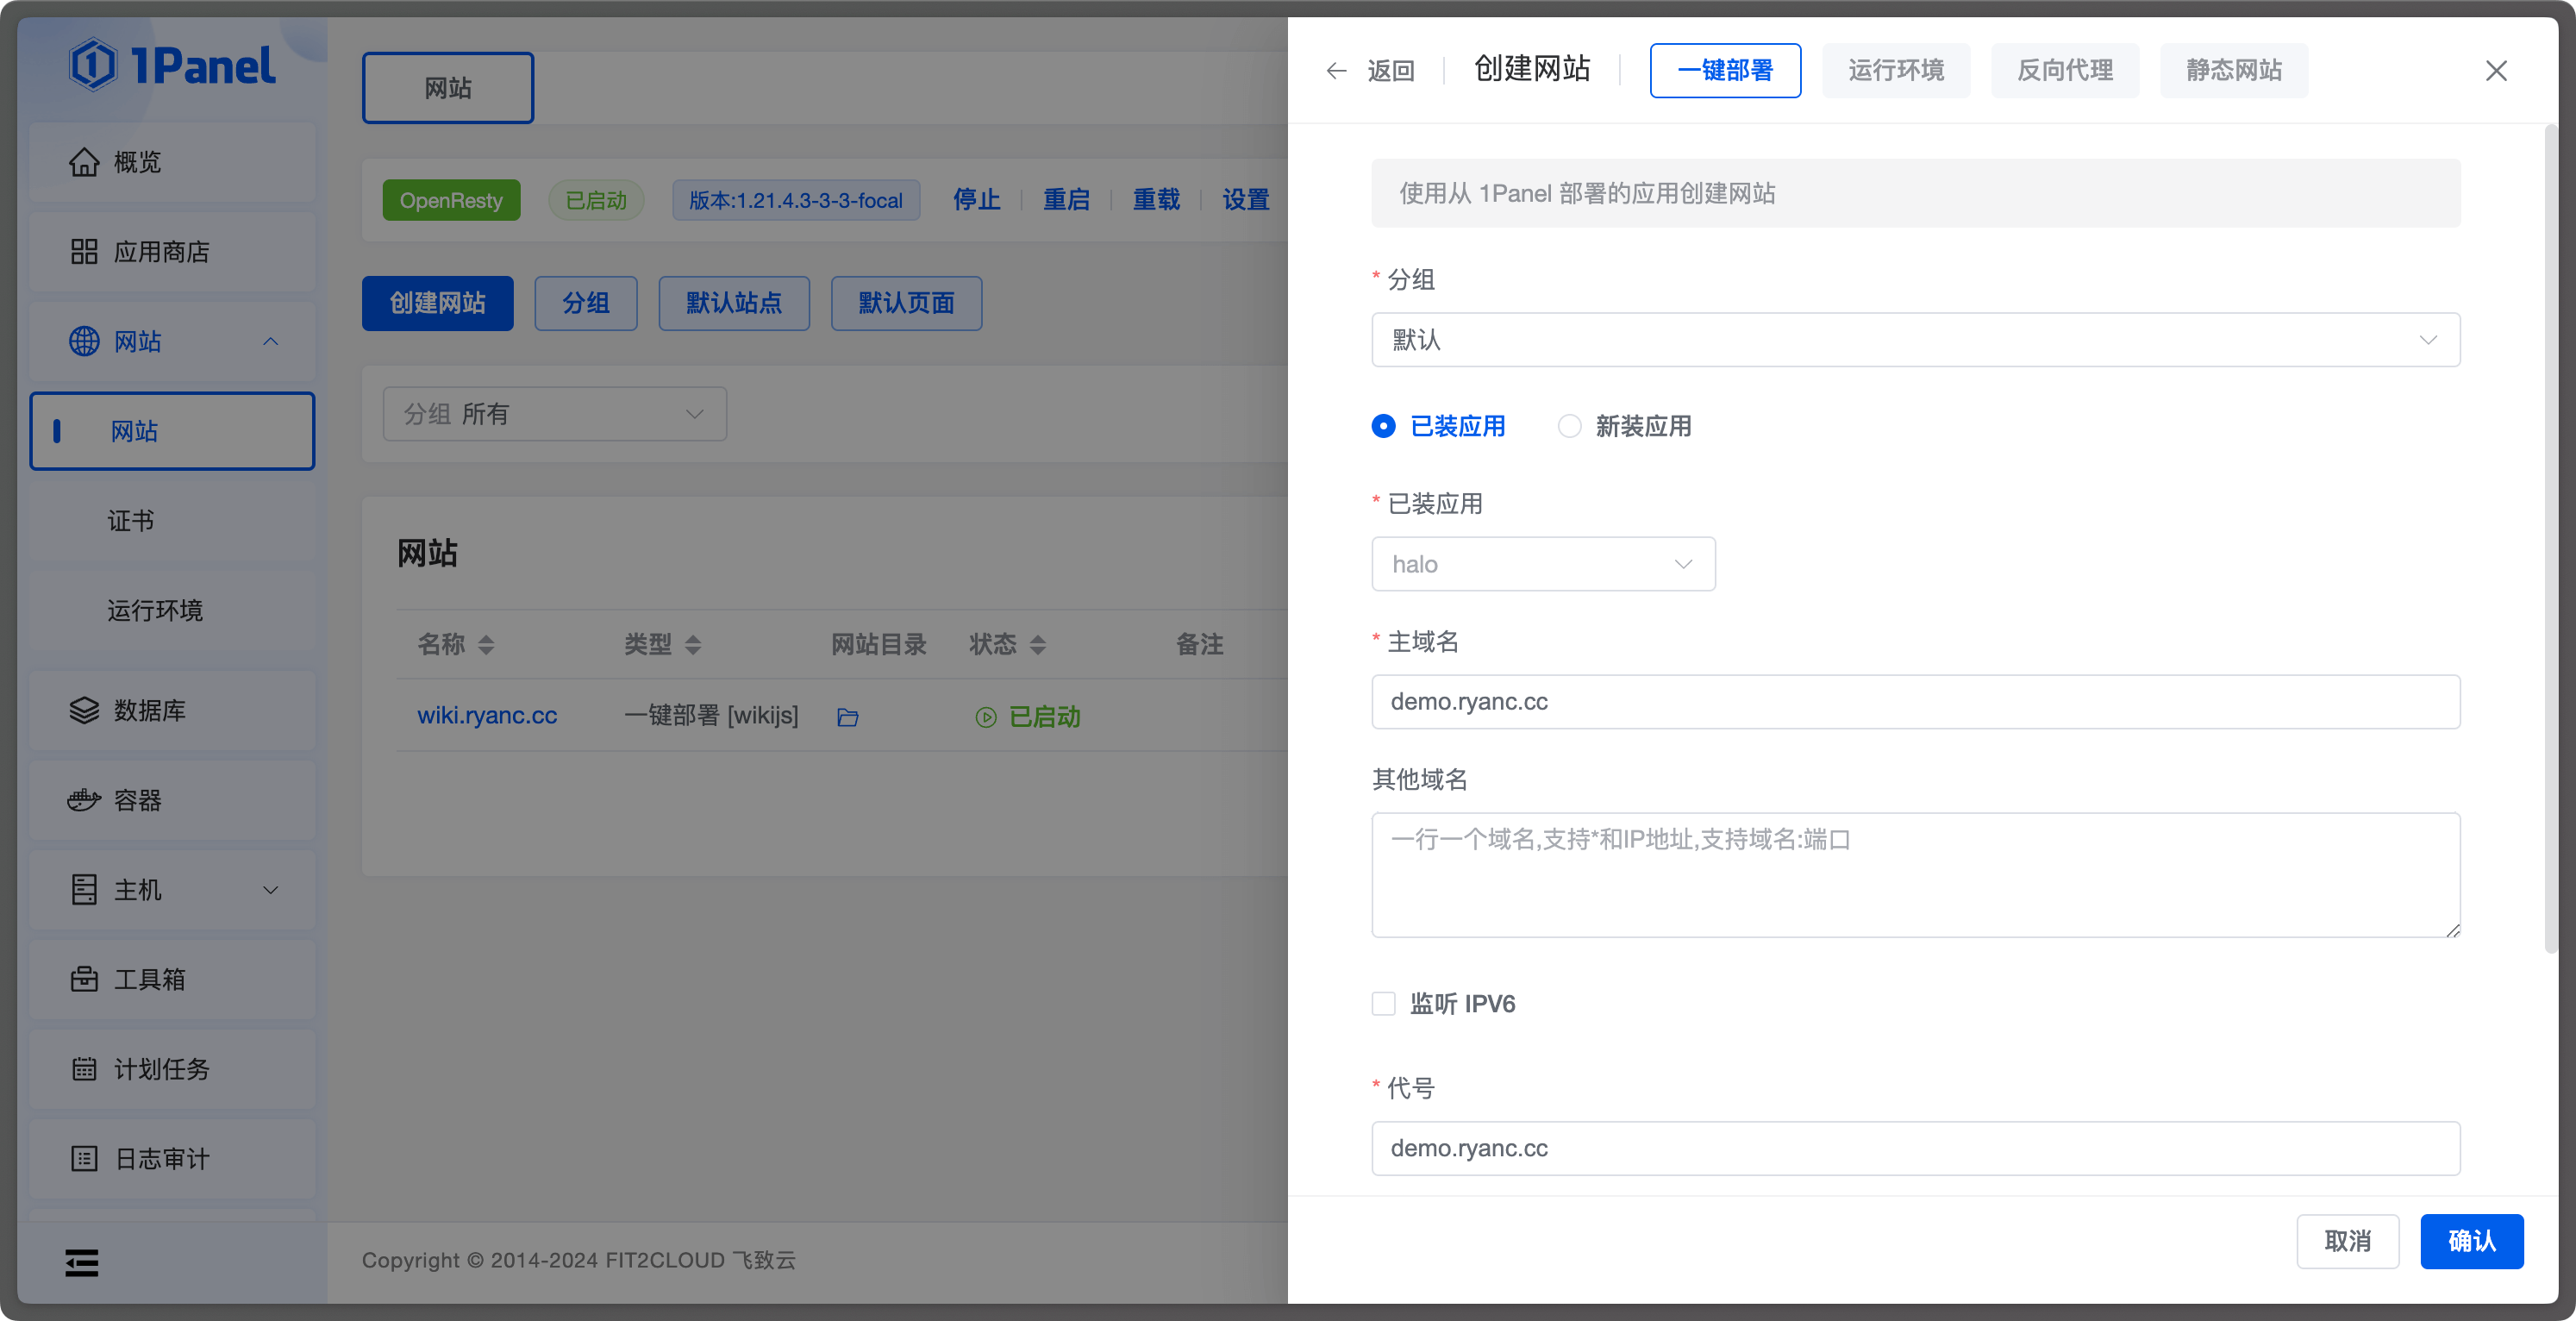 1Panel
概览
应用商店
网站
网站
证书
运行环境
数据库
容器
主机
工具箱
计划任务
日志审计
网站
OpenResty 已启动 版本:1.21.4.3-3-3-focal 停止 重启 重载 设置
创建网站 分组 默认站点 默认页面
分组 所有
网站
名称 类型 网站目录 状态 备注
wiki.ryanc.cc 一键部署 [wikijs] 已启动
Copyright © 2014-2024 FIT2CLOUD 飞致云
返回 创建网站 一键部署 运行环境 反向代理 静态网站
使用从 1Panel 部署的应用创建网站
* 分组
默认
已装应用 新装应用
* 已装应用
halo
* 主域名
demo.ryanc.cc
其他域名
一行一个域名,支持*和IP地址,支持域名:端口
监听 IPV6
* 代号
demo.ryanc.cc
取消 确认